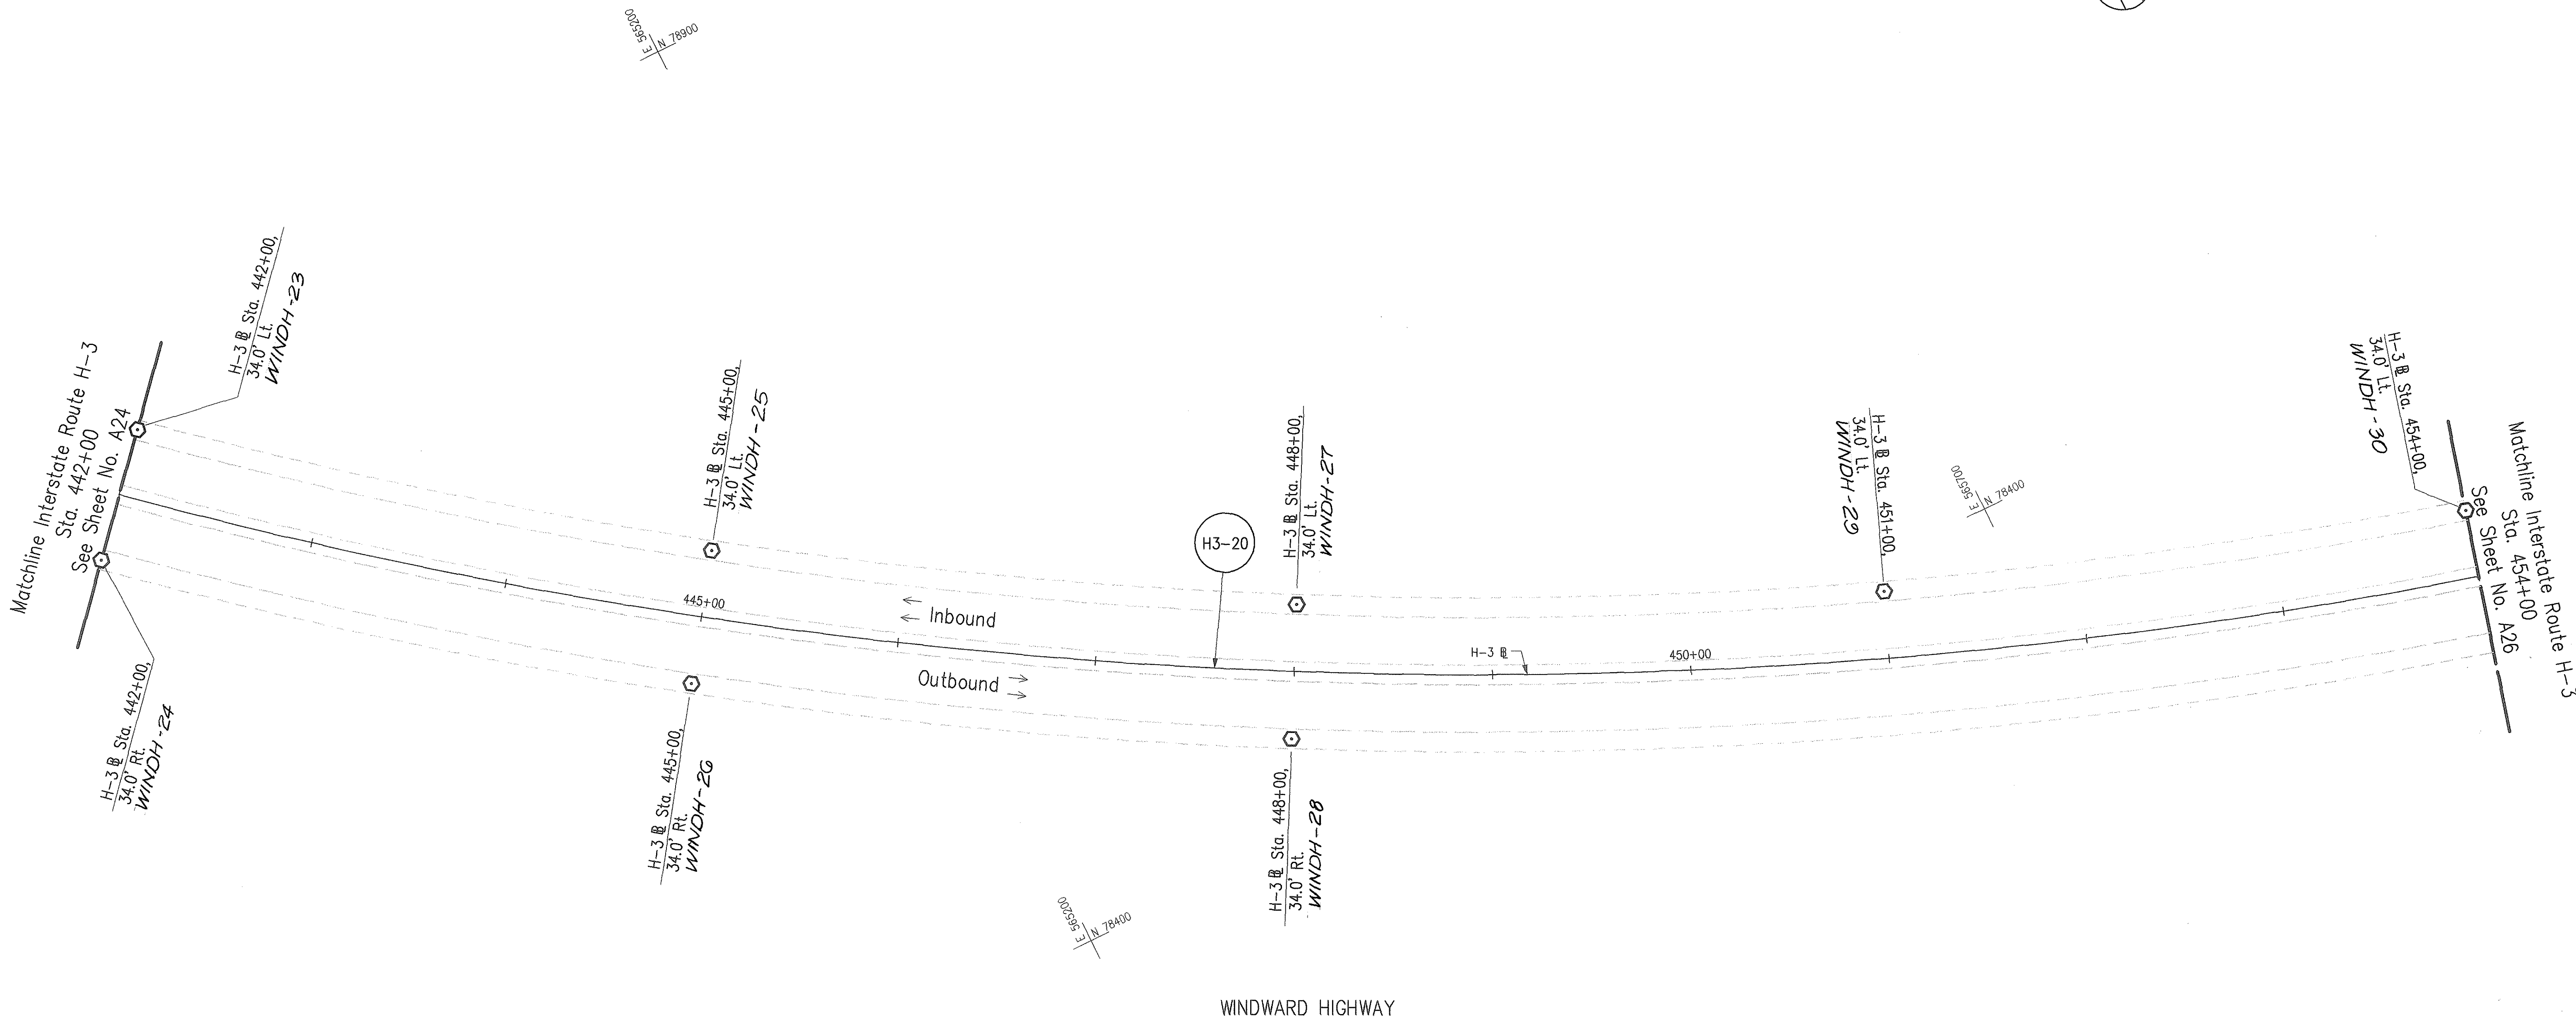 E 565200
N 78900
Matchline Interstate Route H-3
Sta. 442+00
See Sheet No. A24
H-3 ℄ Sta. 442+00,
34.0' Lt.
WINDH-23
H-3 ℄ Sta. 442+00,
34.0' Rt.
WINDH-24
H-3 ℄ Sta. 445+00,
34.0' Lt.
WINDH-25
445+00
H-3 ℄ Sta. 445+00,
34.0' Rt.
WINDH-26
← Inbound
←
Outbound →
→
H3-20
H-3 ℄ Sta. 448+00,
34.0' Lt.
WINDH-27
H-3 ℄ Sta. 448+00,
34.0' Rt.
WINDH-28
H-3 ℄
450+00
H-3 ℄ Sta. 451+00,
34.0' Lt.
WINDH-29
E 565700
N 78400
H-3 ℄ Sta. 454+00,
34.0' Lt.
WINDH-30
Matchline Interstate Route H-3
Sta. 454+00
See Sheet No. A26
E 565200
N 78400
WINDWARD HIGHWAY